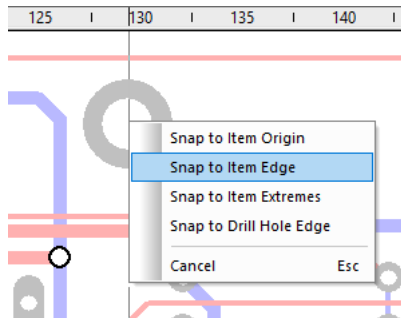 125 130 135 140
Snap to Item Origin
Snap to Item Edge
Snap to Item Extremes
Snap to Drill Hole Edge
Cancel Esc